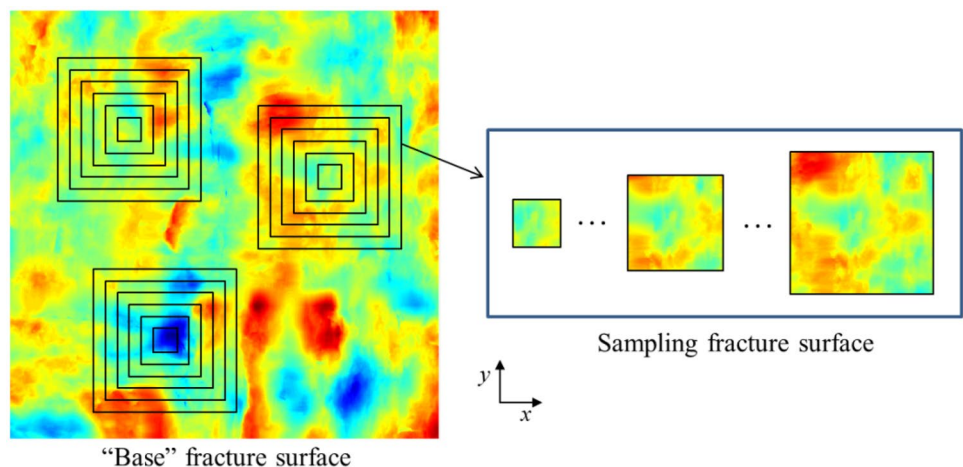 ... ...
Sampling fracture surface
y
x
“Base” fracture surface